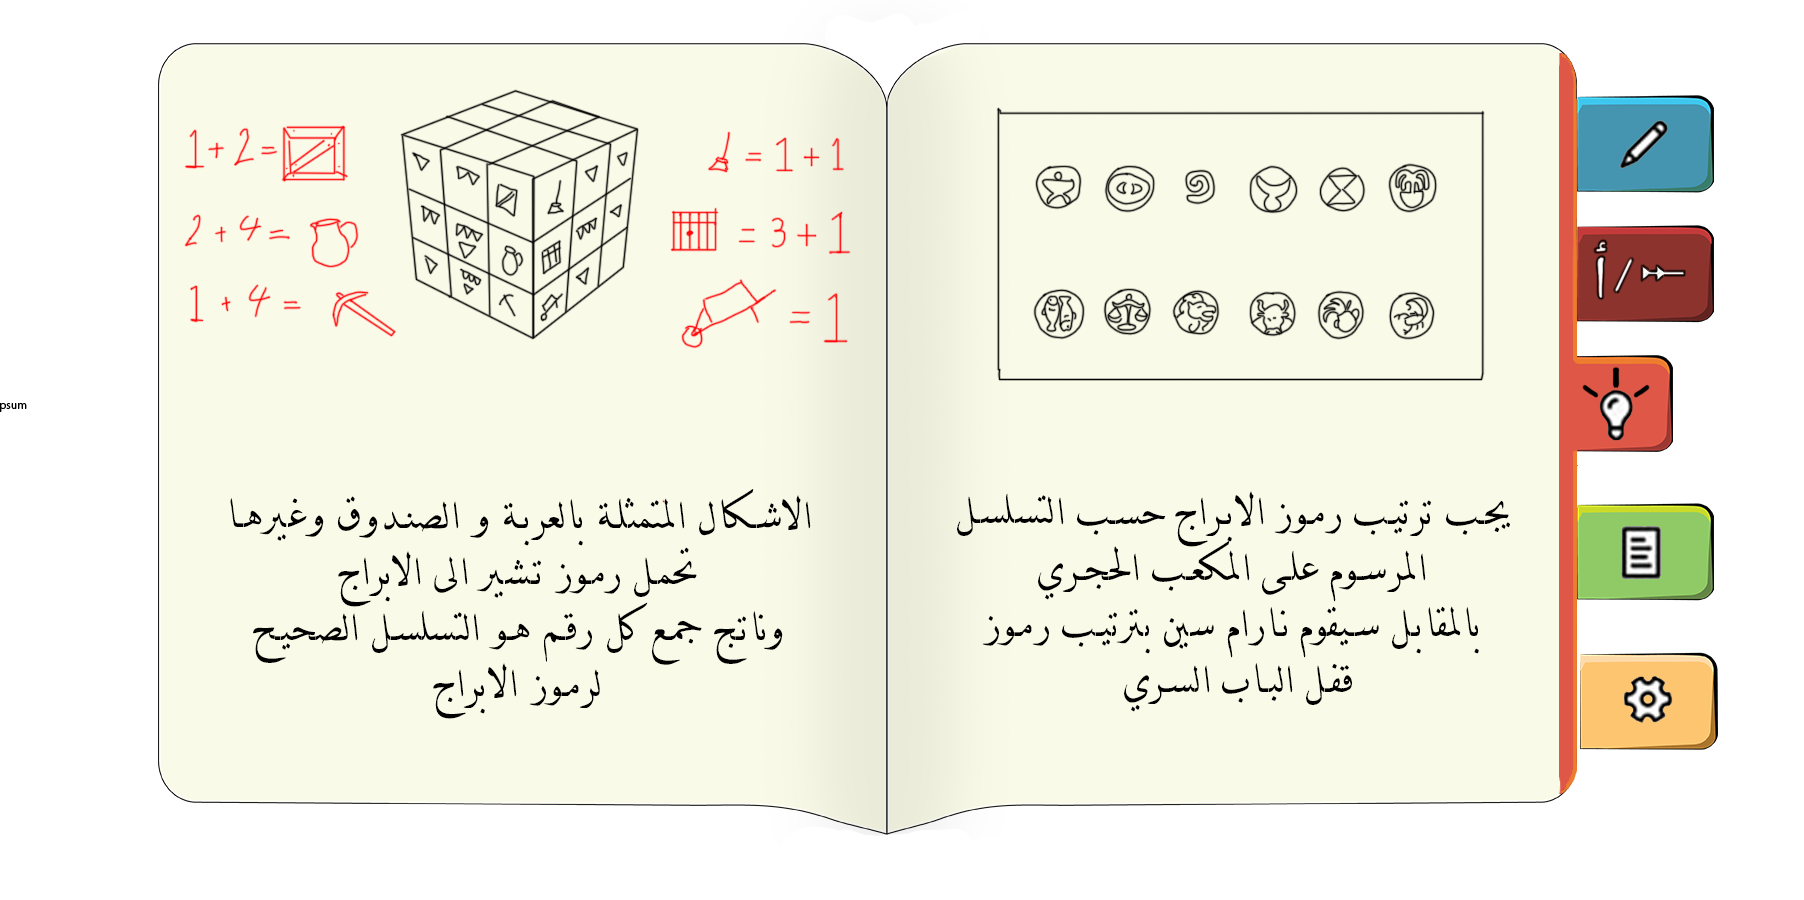 1+2=
2+4=
1+4=
=1+1
=3+1
=1
يجب ترتيب رموز الابراج حسب التسلسل
المرسوم على المكعب الحجري
بالمقابل سيقوم نارام سين بترتيب رموز
قفل الباب السري
الاشكال المتمثلة بالعربة و الصندوق وغيرها
تحمل رموز تشير الى الابراج
وناتج جمع كل رقم هو التسلسل الصحيح
لرموز الابراج
أ/
psum